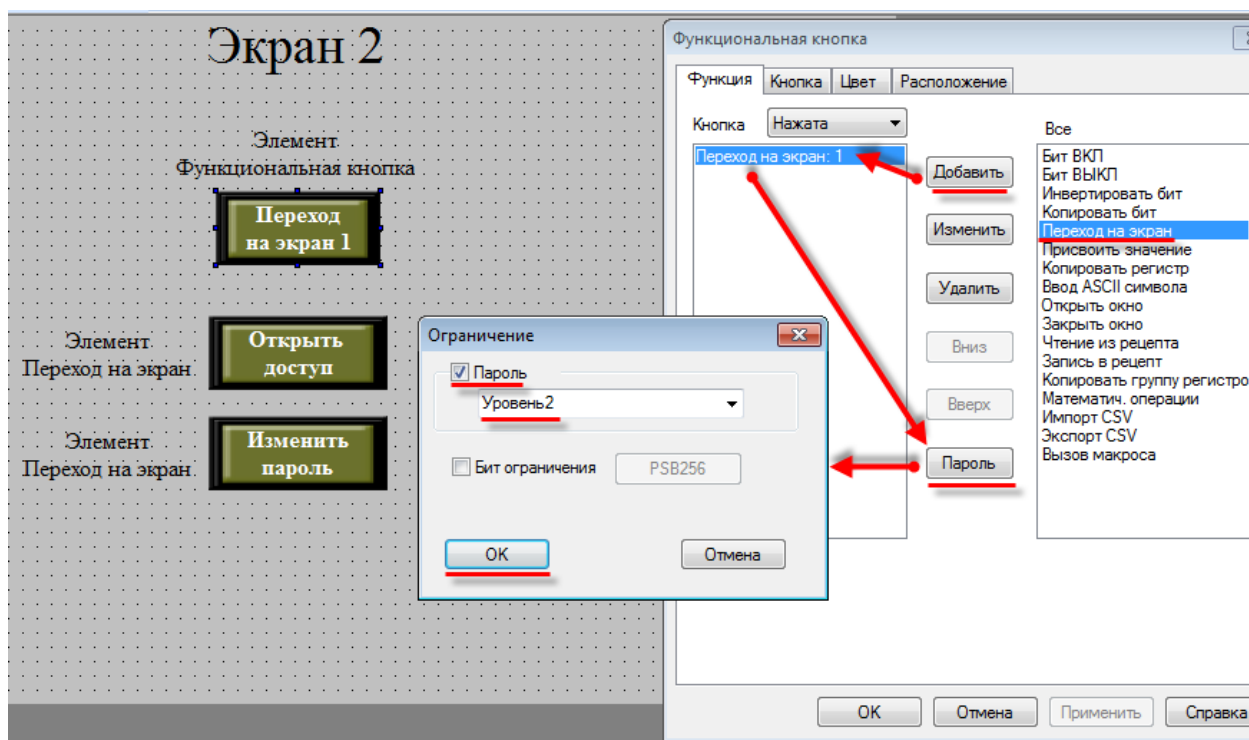 Экран 2
Элемент
Функциональная кнопка
Переход
на экран 1
Элемент
Переход на экран
Открыть
доступ
Элемент
Переход на экран
Изменить
пароль
Функциональная кнопка
Функция
Кнопка
Цвет
Расположение
Кнопка
Нажата
Переход на экран: 1
Добавить
Изменить
Удалить
Вниз
Вверх
Пароль
Все
Бит ВКЛ
Бит ВЫКЛ
Инвертировать бит
Копировать бит
Переход на экран
Присвоить значение
Копировать регистр
Ввод ASCII символа
Открыть окно
Закрыть окно
Чтение из рецепта
Запись в рецепт
Копировать группу регистро
Математич. операции
Импорт CSV
Экспорт CSV
Вызов макроса
Ограничение
Пароль
Уровень2
Бит ограничения
PSB256
OK
Отмена
OK
Отмена
Применить
Справка